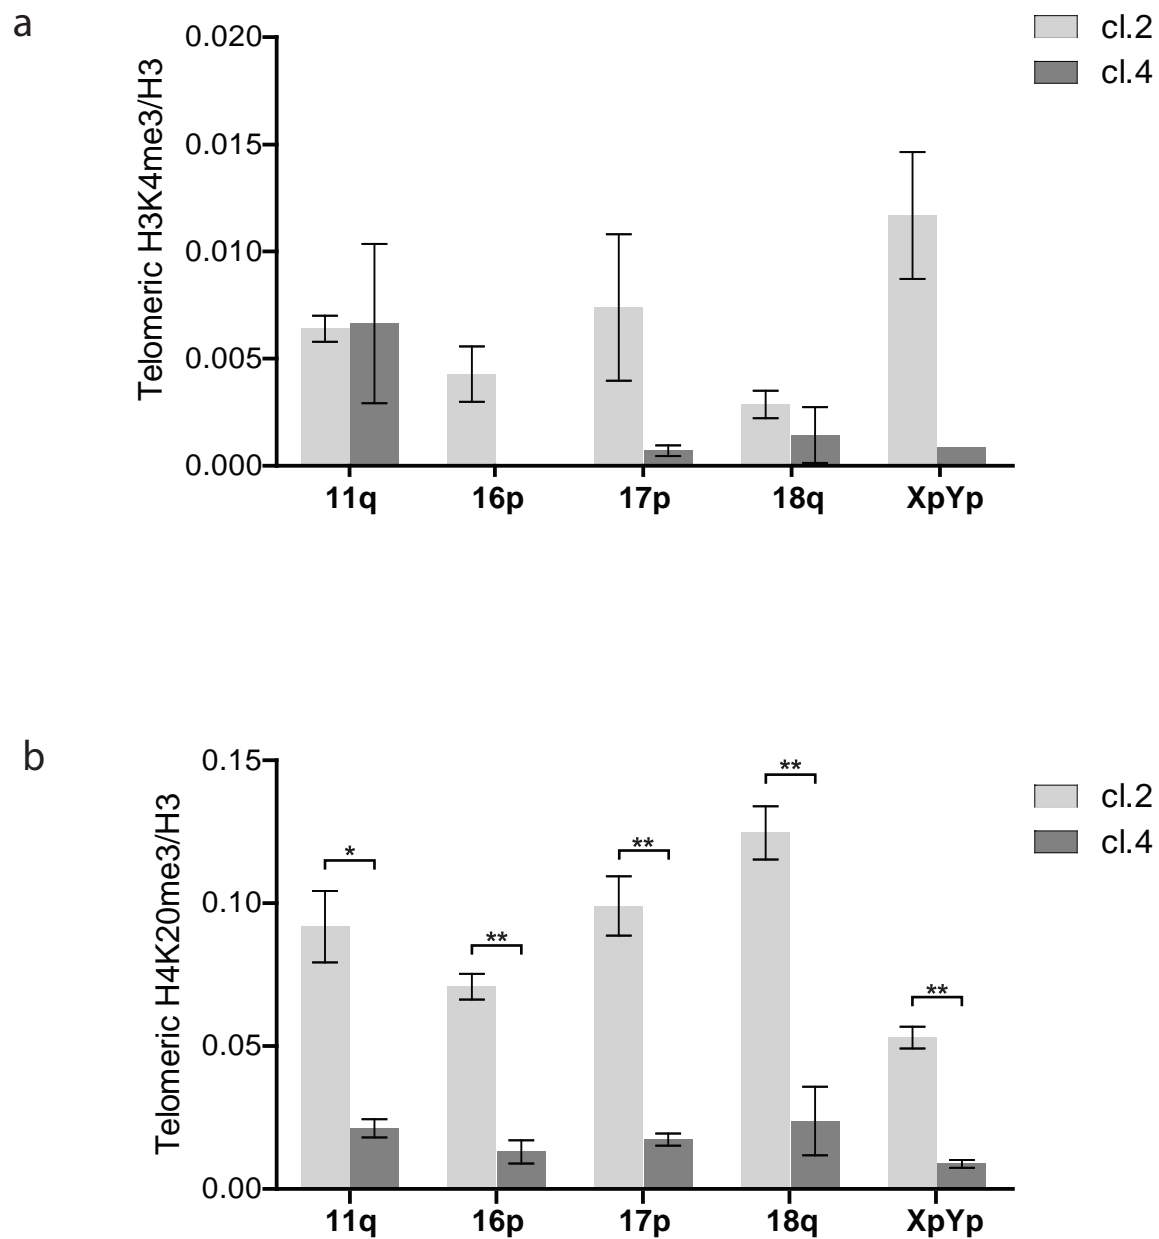 a
cl.2
cl.4
Telomeric H3K4me3/H3
0.020
0.015
0.010
0.005
0.000
11q 16p 17p 18q XpYp
b
cl.2
cl.4
Telomeric H4K20me3/H3
0.15
0.10
0.05
0.00
* ** ** ** **
11q 16p 17p 18q XpYp